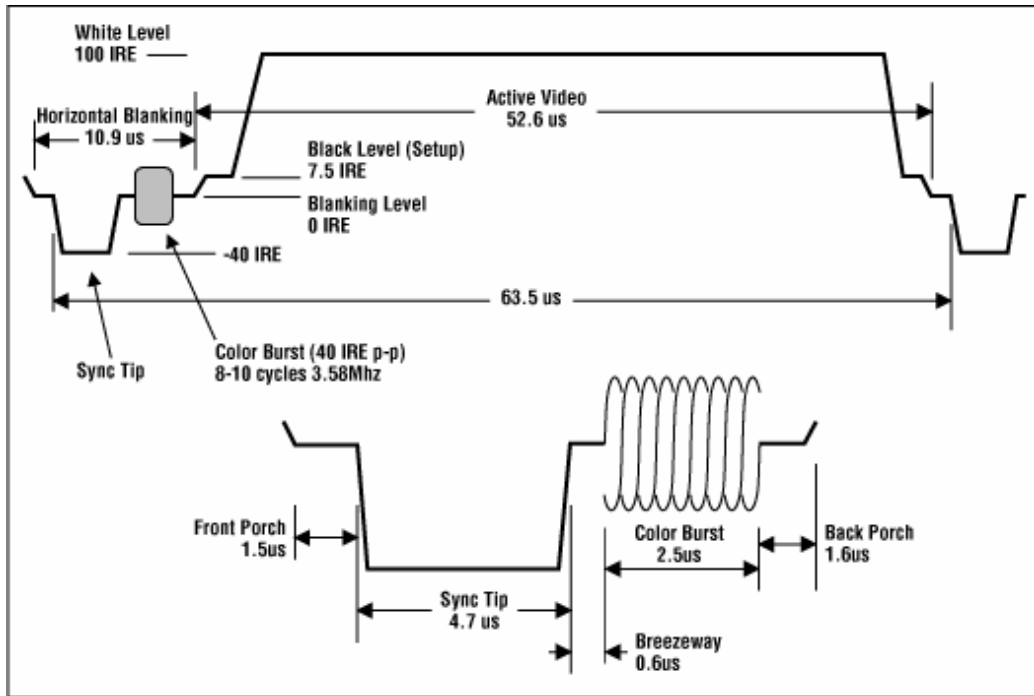 White Level
100 IRE
Horizontal Blanking
10.9 us
Active Video
52.6 us
Black Level (Setup)
7.5 IRE
Blanking Level
0 IRE
-40 IRE
63.5 us
Sync Tip
Color Burst (40 IRE p-p)
8-10 cycles 3.58Mhz
Front Porch
1.5us
Color Burst
2.5us
Back Porch
1.6us
Sync Tip
4.7 us
Breezeway
0.6us